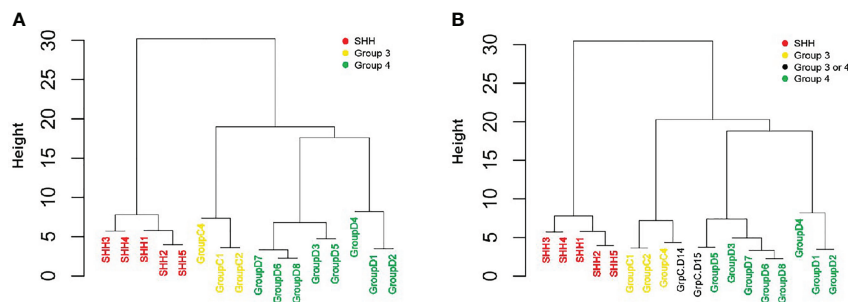 A
Height
30
25
20
15
10
5
0
SHH
Group 3
Group 4
SHH3
SHH4
SHH1
SHH2
SHH5
GroupC4
GroupC1
GroupC2
GroupD7
GroupD6
GroupD8
GroupD3
GroupD5
GroupD4
GroupD1
GroupD2
B
Height
30
25
20
15
10
5
0
SHH
Group 3
Group 3 or 4
Group 4
SHH3
SHH4
SHH1
SHH2
SHH5
GroupC1
GroupC2
GroupC4
GrpC.D14
GrpC.D15
GroupD5
GroupD3
GroupD7
GroupD6
GroupD8
GroupD4
GroupD1
GroupD2